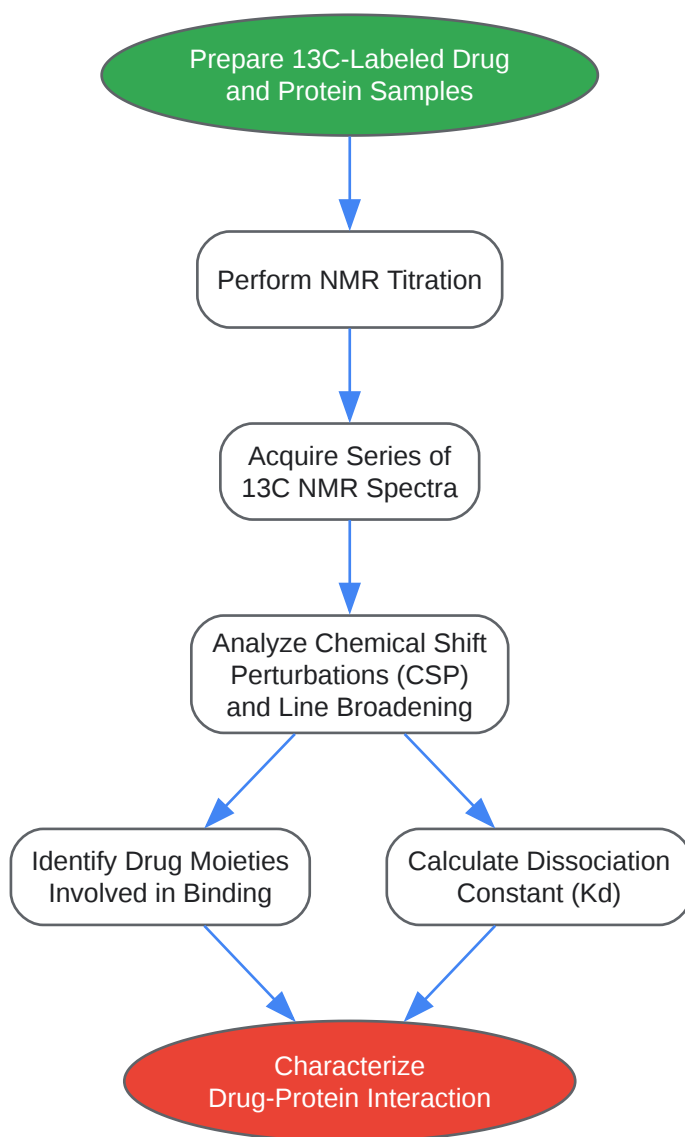 Prepare 13C-Labeled Drug
and Protein Samples
Perform NMR Titration
Acquire Series of
13C NMR Spectra
Analyze Chemical Shift
Perturbations (CSP)
and Line Broadening
Identify Drug Moieties
Involved in Binding
Calculate Dissociation
Constant (Kd)
Characterize
Drug-Protein Interaction